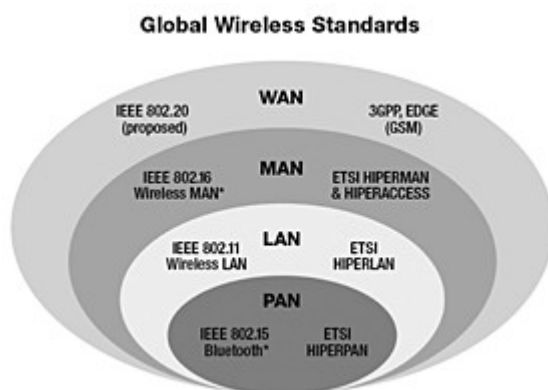 Global Wireless Standards
WAN
IEEE 802.20
(proposed)
3GPP, EDGE
(GSM)
MAN
IEEE 802.16
Wireless MAN*
ETSI HIPERMAN
& HIPERACCESS
LAN
IEEE 802.11
Wireless LAN
ETSI
HIPERLAN
PAN
IEEE 802.15
Bluetooth*
ETSI
HIPERPAN